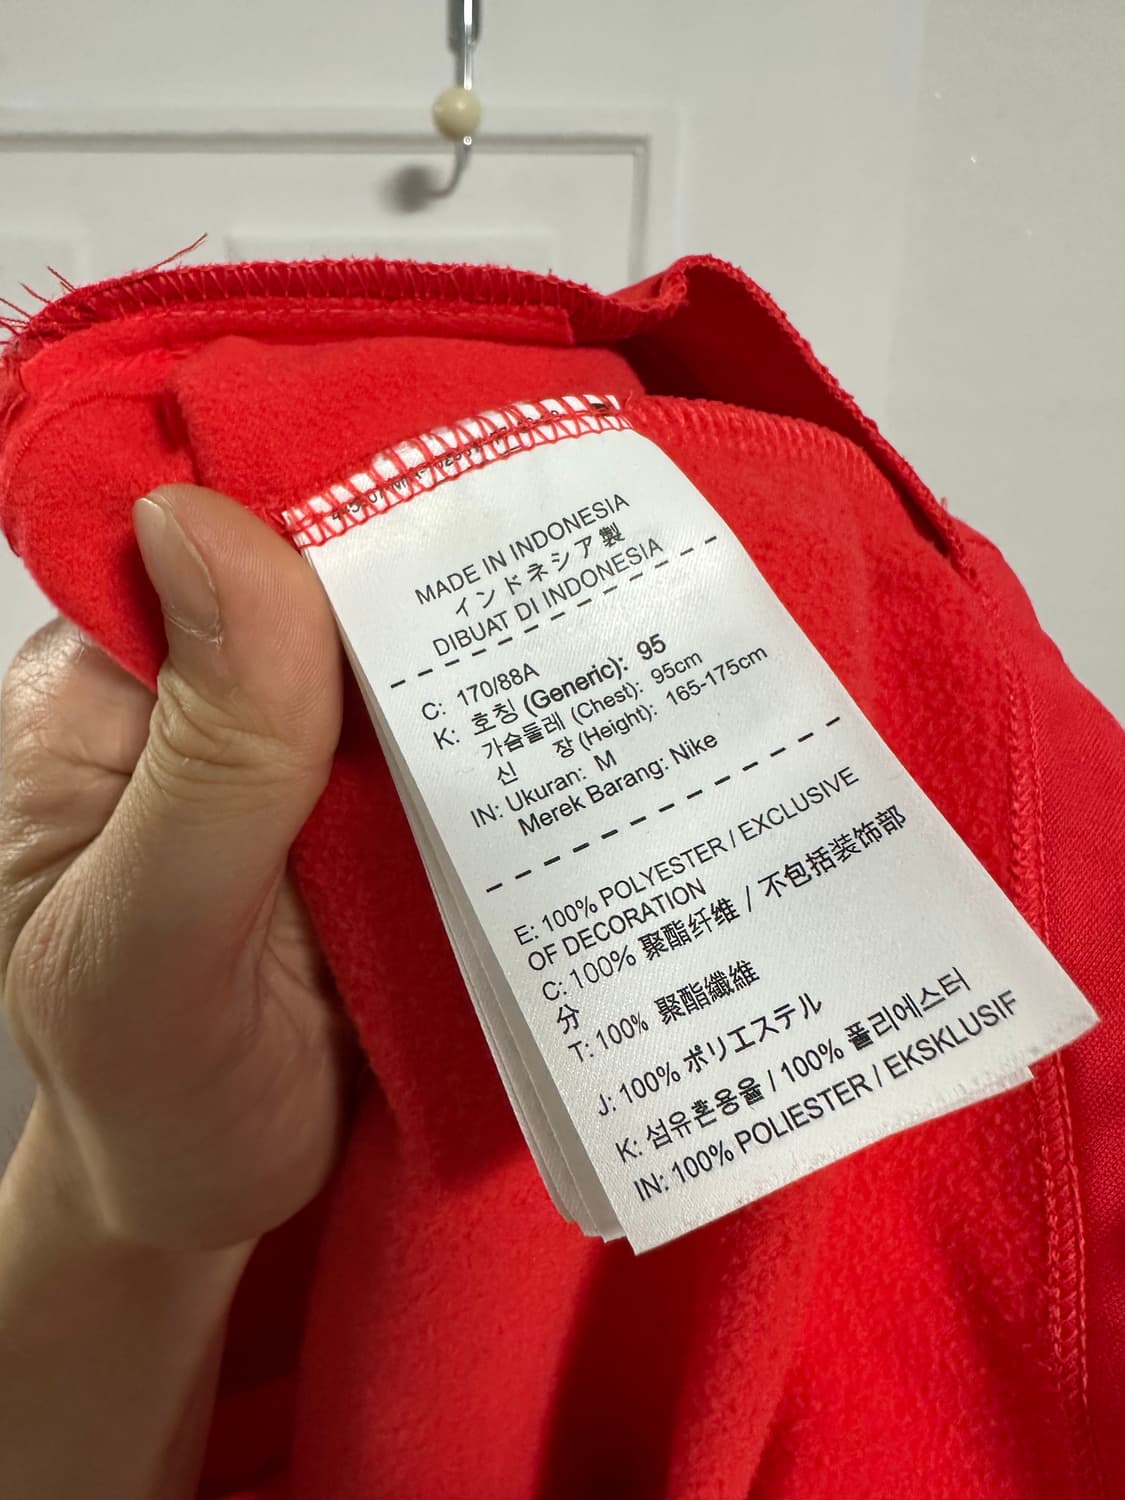 MADE IN INDONESIA
インドネシア製
DIBUAT DI INDONESIA
C: 170/88A
K: 호칭 (Generic): 95
가슴둘레 (Chest): 95cm
신 장 (Height): 165-175cm
IN: Ukuran: M
Merek Barang: Nike
E: 100% POLYESTER / EXCLUSIVE
OF DECORATION
C: 100% 聚酯纤维 / 不包括装饰部
分
T: 100% 聚酯纖維
J: 100% ポリエステル
K: 섬유혼용율 / 100% 폴리에스터
IN: 100% POLIESTER / EKSKLUSIF